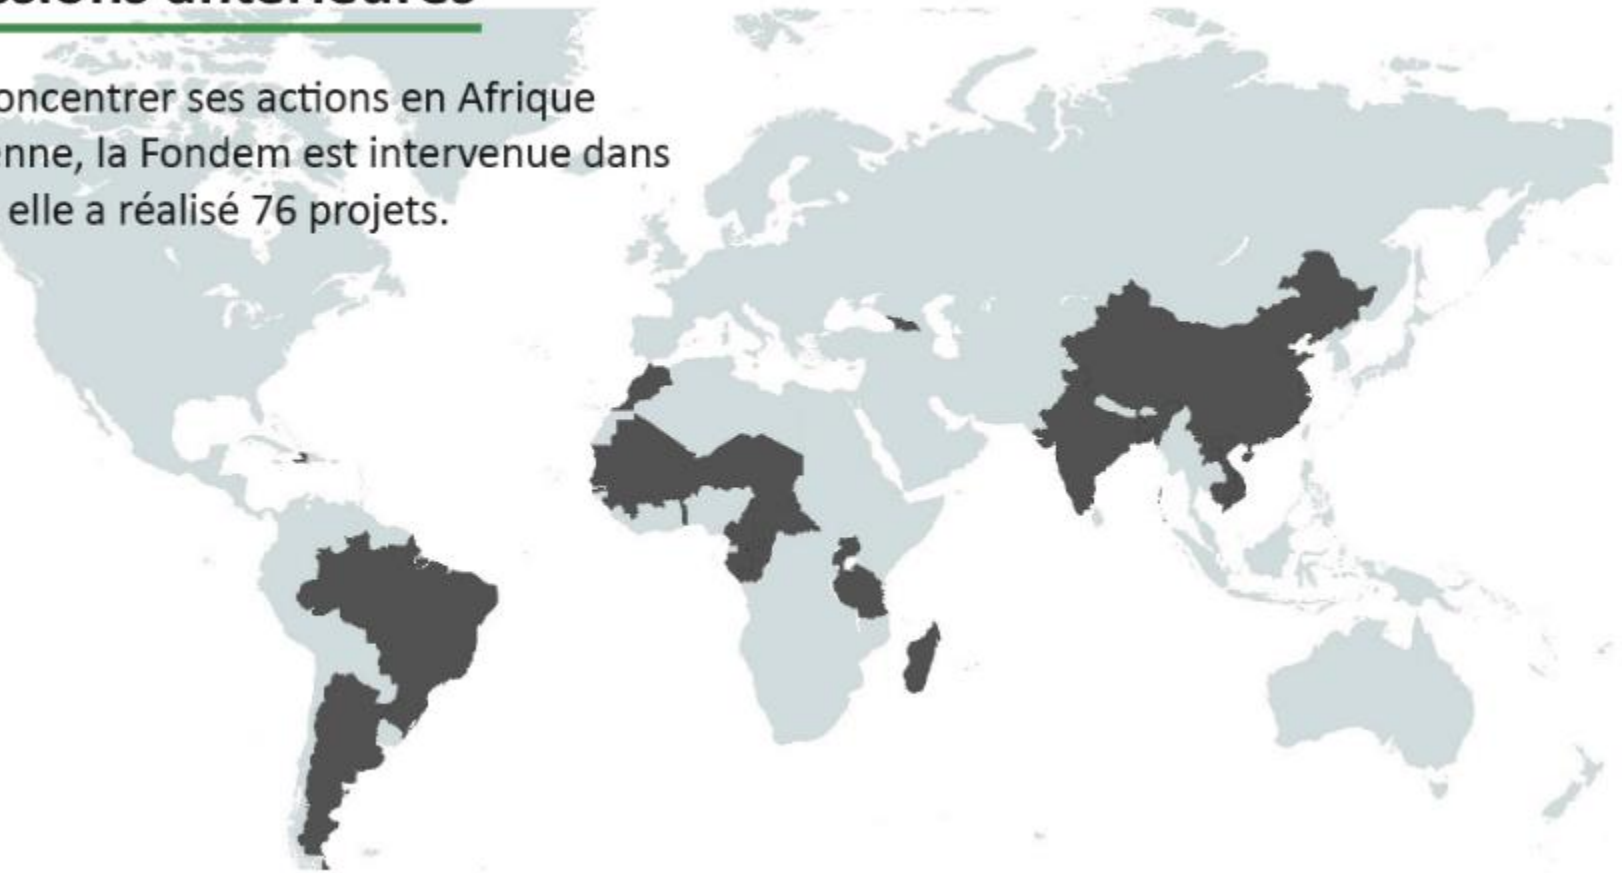 oncentrer ses actions en Afrique
enne, la Fondem est intervenue dans
elle a réalisé 76 projets.